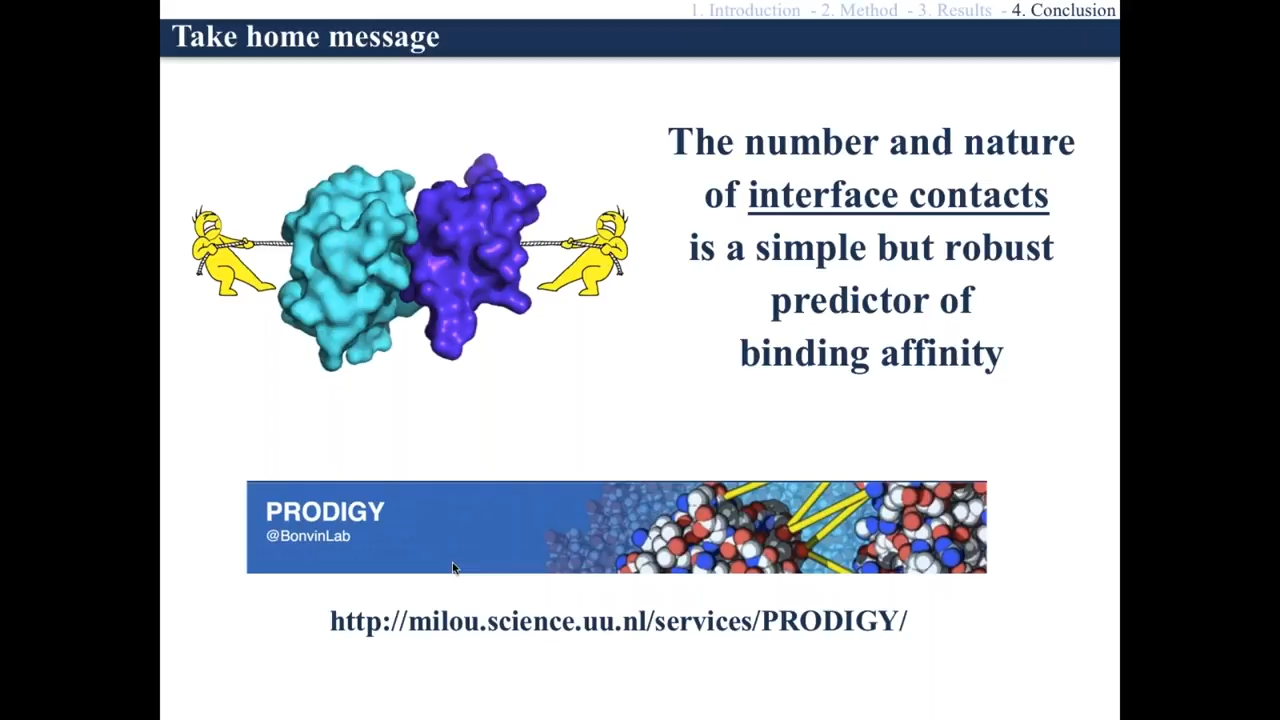 1. Introduction - 2. Method - 3. Results - 4. Conclusion
Take home message
The number and nature
of interface contacts
is a simple but robust
predictor of
binding affinity
PRODIGY
@BonvinLab
http://milou.science.uu.nl/services/PRODIGY/